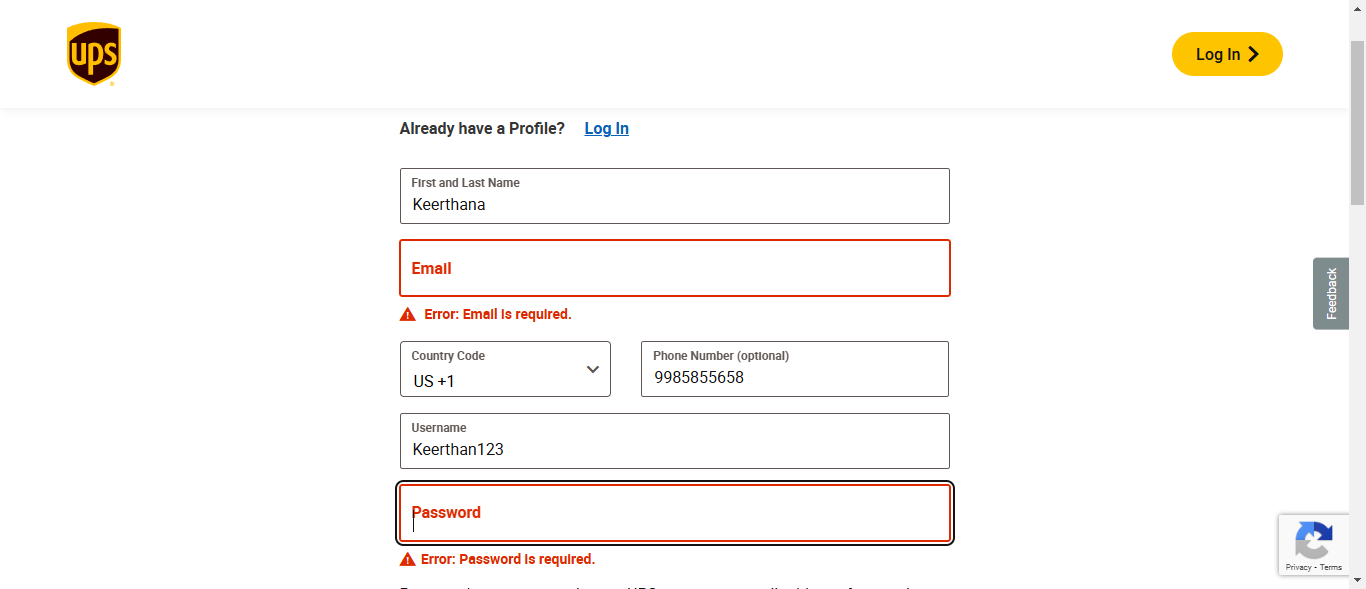 ups
Log In
Already have a Profile? Log In
First and Last Name
Keerthana
Email
Error: Email is required.
Country Code
US +1
Phone Number (optional)
9985855658
Username
Keerthan123
Password
Error: Password is required.
Feedback
Privacy - Terms